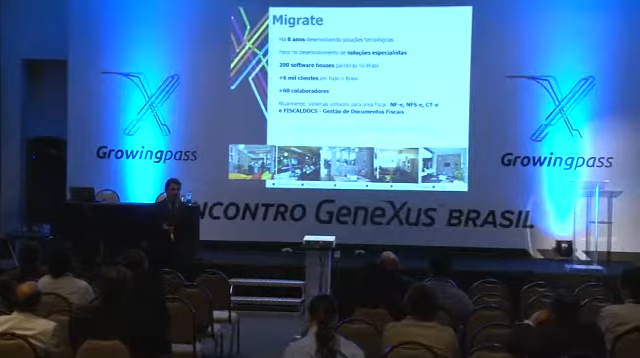 Migrate
Há 8 anos desenvolvendo soluções tecnológicas
Foco no desenvolvimento de soluções especialistas
200 software houses parceiras no Brasil
+6 mil clientes em todo o Brasil
+60 colaboradores
Atualmente, sistemas voltados para área fiscal: NF-e, NFS-e, CT-e
e FISCALDOCS - Gestão de Documentos Fiscais
Growingpass
Growingpass
ENCONTRO GeneXus BRASIL